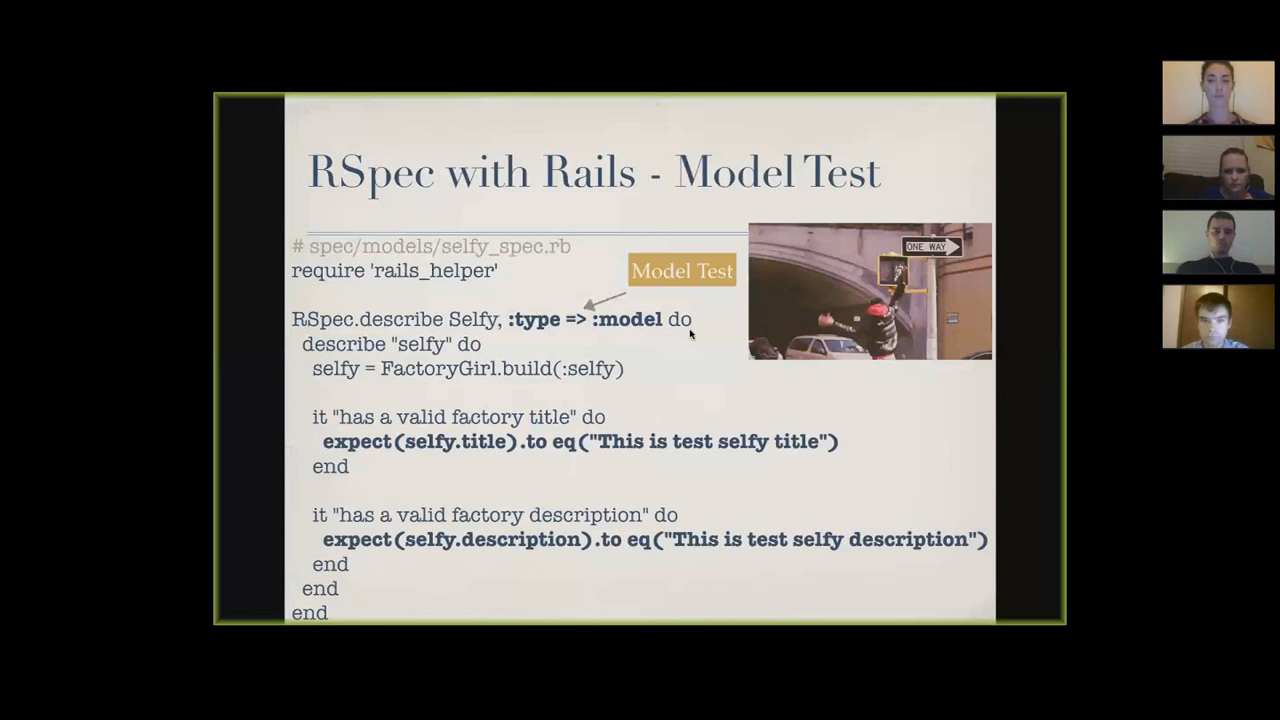 RSpec with Rails - Model Test
# spec/models/selfy_spec.rb
require 'rails_helper'
Model Test
ONE WAY
RSpec.describe Selfy, :type => :model do
describe "selfy" do
selfy = FactoryGirl.build(:selfy)
it "has a valid factory title" do
expect(selfy.title).to eq("This is test selfy title")
end
it "has a valid factory description" do
expect(selfy.description).to eq("This is test selfy description")
end
end
end